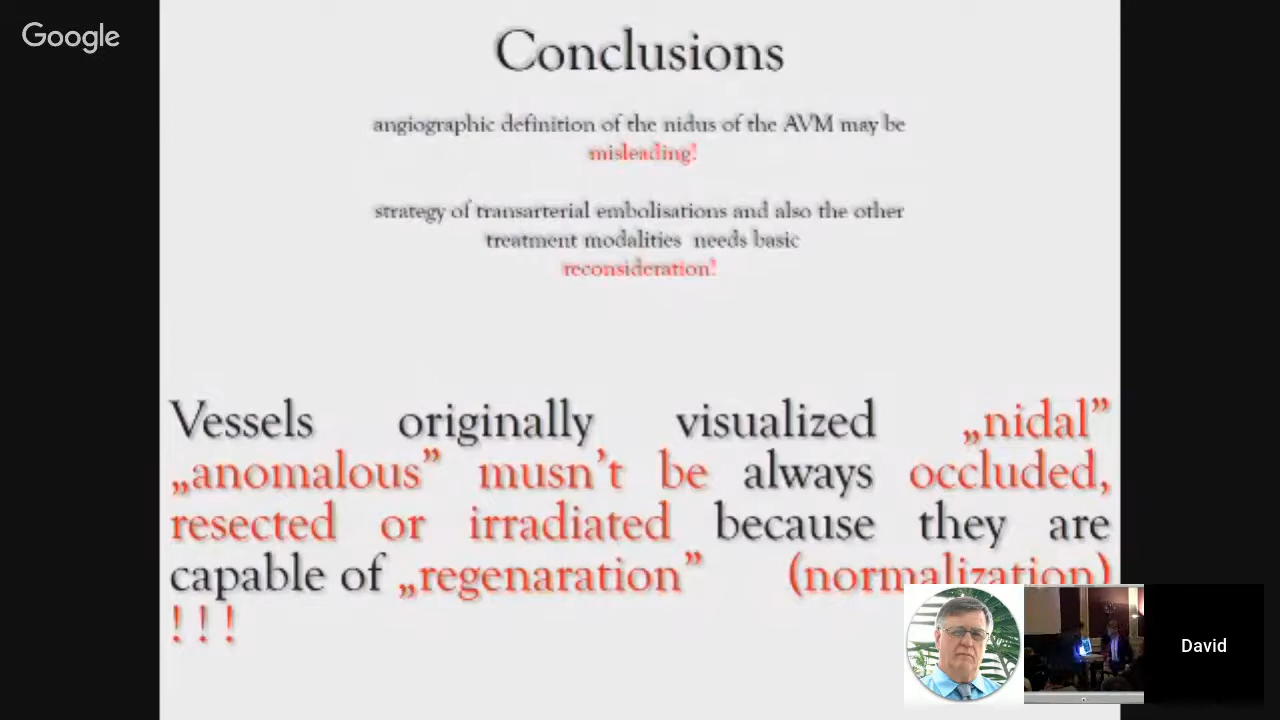 Google
Conclusions
angiographic definition of the nidus of the AVM may be
misleading!
strategy of transarterial embolisations and also the other
treatment modalities needs basic
reconsideration!
Vessels originally visualized „nidal”
„anomalous” musn’t be always occluded,
resected or irradiated because they are
capable of „regenaration” (normalization)
! ! !
David